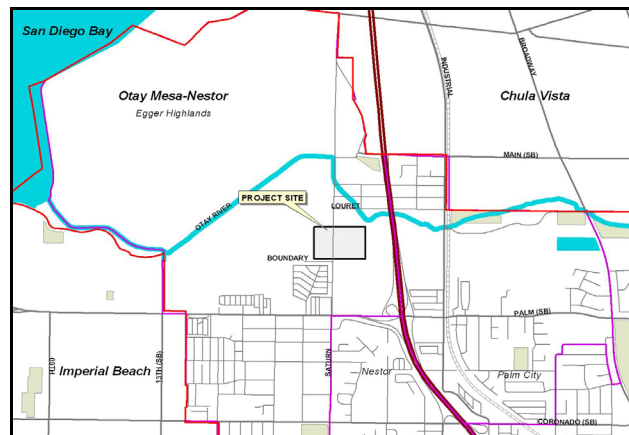 San Diego Bay
Otay Mesa-Nestor
Egger Highlands
Chula Vista
INDUSTRIAL
BROADWAY
MAIN (SB)
PROJECT SITE
LOURET
OTAY RIVER
BOUNDARY
PALM (SB)
Imperial Beach
09TH
13TH (SB)
SATURN
Nestor
Palm City
CORONADO (SB)